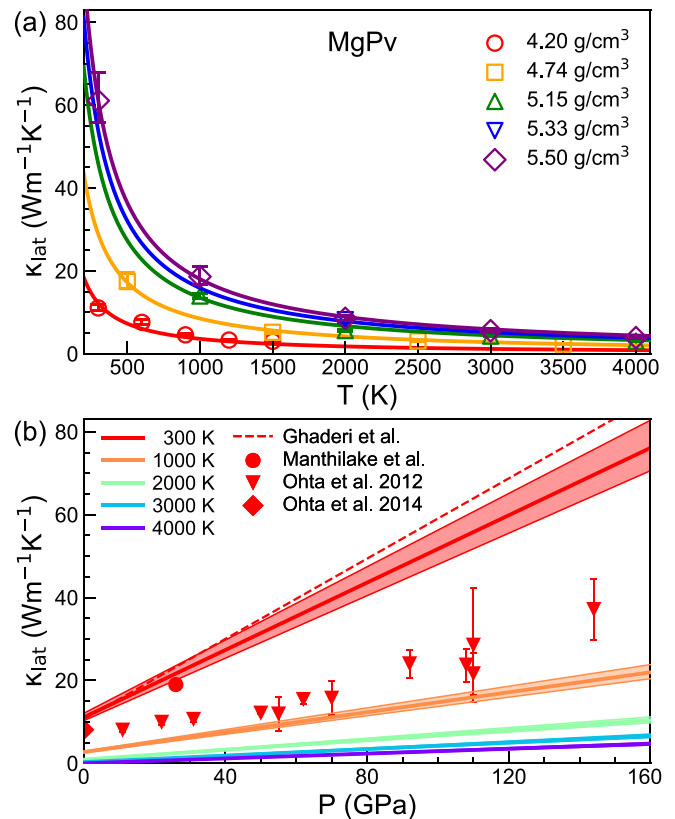 (a)
MgPv
4.20 g/cm³
4.74 g/cm³
5.15 g/cm³
5.33 g/cm³
5.50 g/cm³
80
60
40
20
0
κlat (Wm⁻¹K⁻¹)
500 1000 1500 2000 2500 3000 3500 4000
T (K)
(b)
300 K
1000 K
2000 K
3000 K
4000 K
Ghaderi et al.
Manthilake et al.
Ohta et al. 2012
Ohta et al. 2014
80
60
40
20
0
κlat (Wm⁻¹K⁻¹)
0 40 80 120 160
P (GPa)